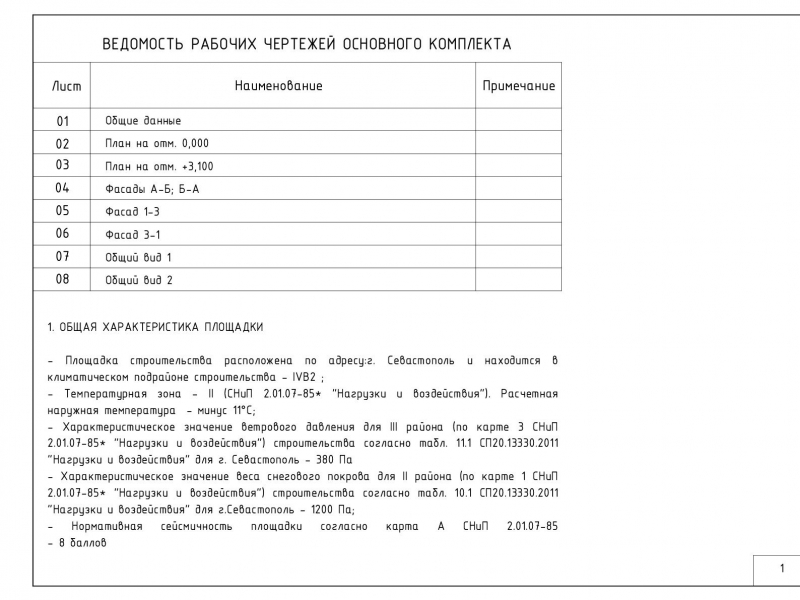 ВЕДОМОСТЬ РАБОЧИХ ЧЕРТЕЖЕЙ ОСНОВНОГО КОМПЛЕКТА
Лист Наименование Примечание
01 Общие данные
02 План на отм. 0,000
03 План на отм. +3,100
04 Фасады А-Б; Б-А
05 Фасад 1-3
06 Фасад 3-1
07 Общий вид 1
08 Общий вид 2
1. ОБЩАЯ ХАРАКТЕРИСТИКА ПЛОЩАДКИ
- Площадка строительства расположена по адресу:г. Севастополь и находится в
климатическом подрайоне строительства - IVВ2 ;
- Температурная зона - II (СНиП 2.01.07-85* "Нагрузки и воздействия"). Расчетная
наружная температура - минус 11°С;
- Характеристическое значение ветрового давления для III района (по карте 3 СНиП
2.01.07-85* "Нагрузки и воздействия") строительства согласно табл. 11.1 СП20.13330.2011
"Нагрузки и воздействия" для г. Севастополь - 380 Па
- Характеристическое значение веса снегового покрова для II района (по карте 1 СНиП
2.01.07-85* "Нагрузки и воздействия") строительства согласно табл. 10.1 СП20.13330.2011
"Нагрузки и воздействия" для г.Севастополь - 1200 Па;
- Нормативная сейсмичность площадки согласно карта А СНиП 2.01.07-85
- 8 баллов
1